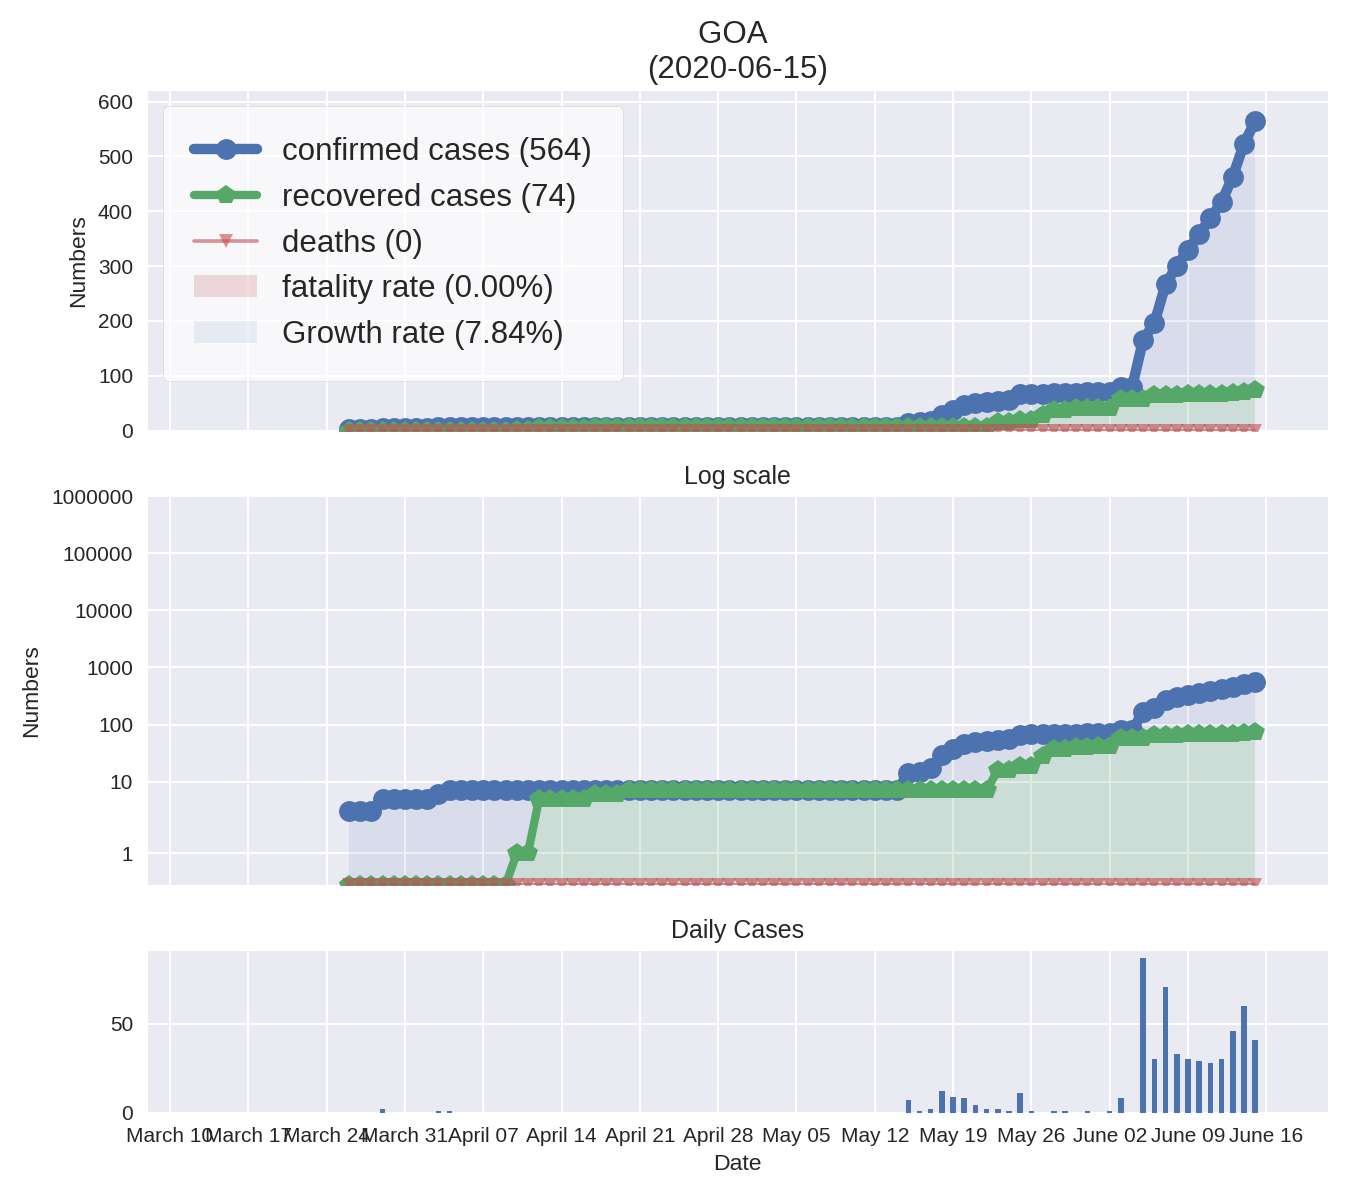 GOA
(2020-06-15)
600
500
400
300
200
100
0
Numbers
confirmed cases (564)
recovered cases (74)
deaths (0)
fatality rate (0.00%)
Growth rate (7.84%)
Log scale
1000000
100000
10000
1000
100
10
1
Numbers
Daily Cases
50
0
March 10 March 17 March 24 March 31 April 07 April 14 April 21 April 28 May 05 May 12 May 19 May 26 June 02 June 09 June 16
Date